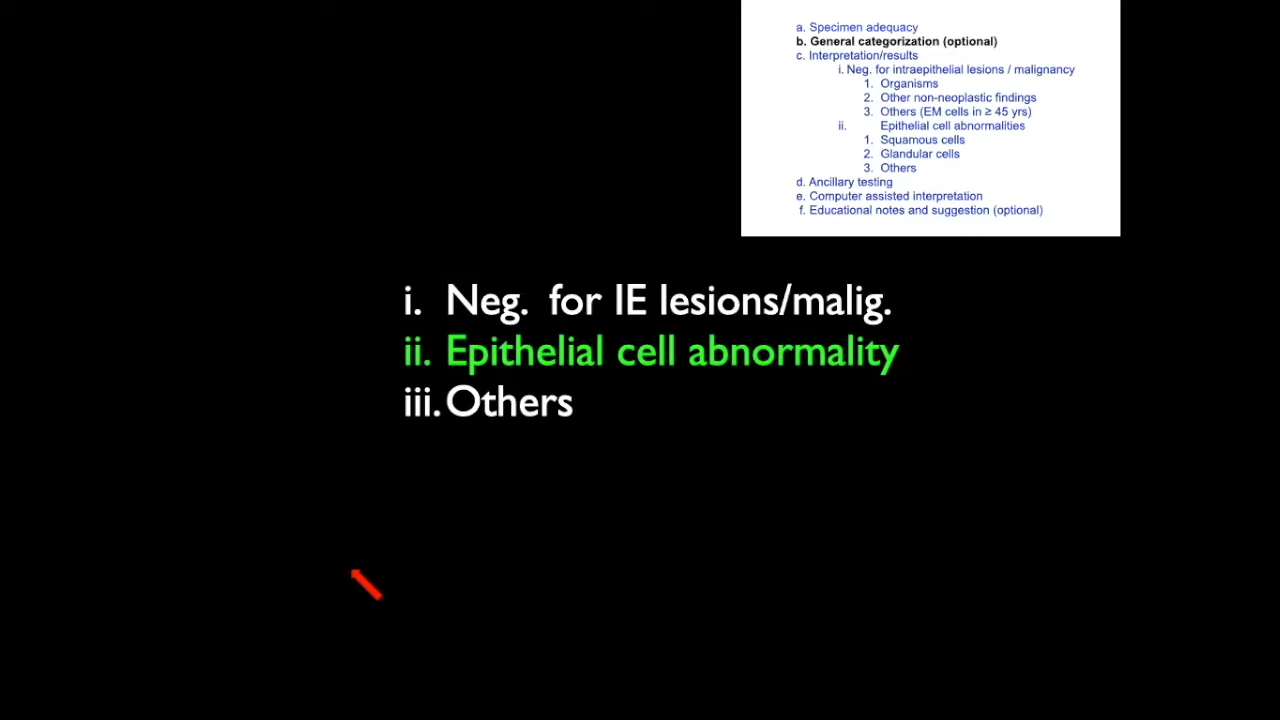 a. Specimen adequacy
b. General categorization (optional)
c. Interpretation/results
i. Neg. for intraepithelial lesions / malignancy
1. Organisms
2. Other non-neoplastic findings
3. Others (EM cells in ≥ 45 yrs)
ii. Epithelial cell abnormalities
1. Squamous cells
2. Glandular cells
3. Others
d. Ancillary testing
e. Computer assisted interpretation
f. Educational notes and suggestion (optional)
i. Neg. for IE lesions/malig.
ii. Epithelial cell abnormality
iii. Others